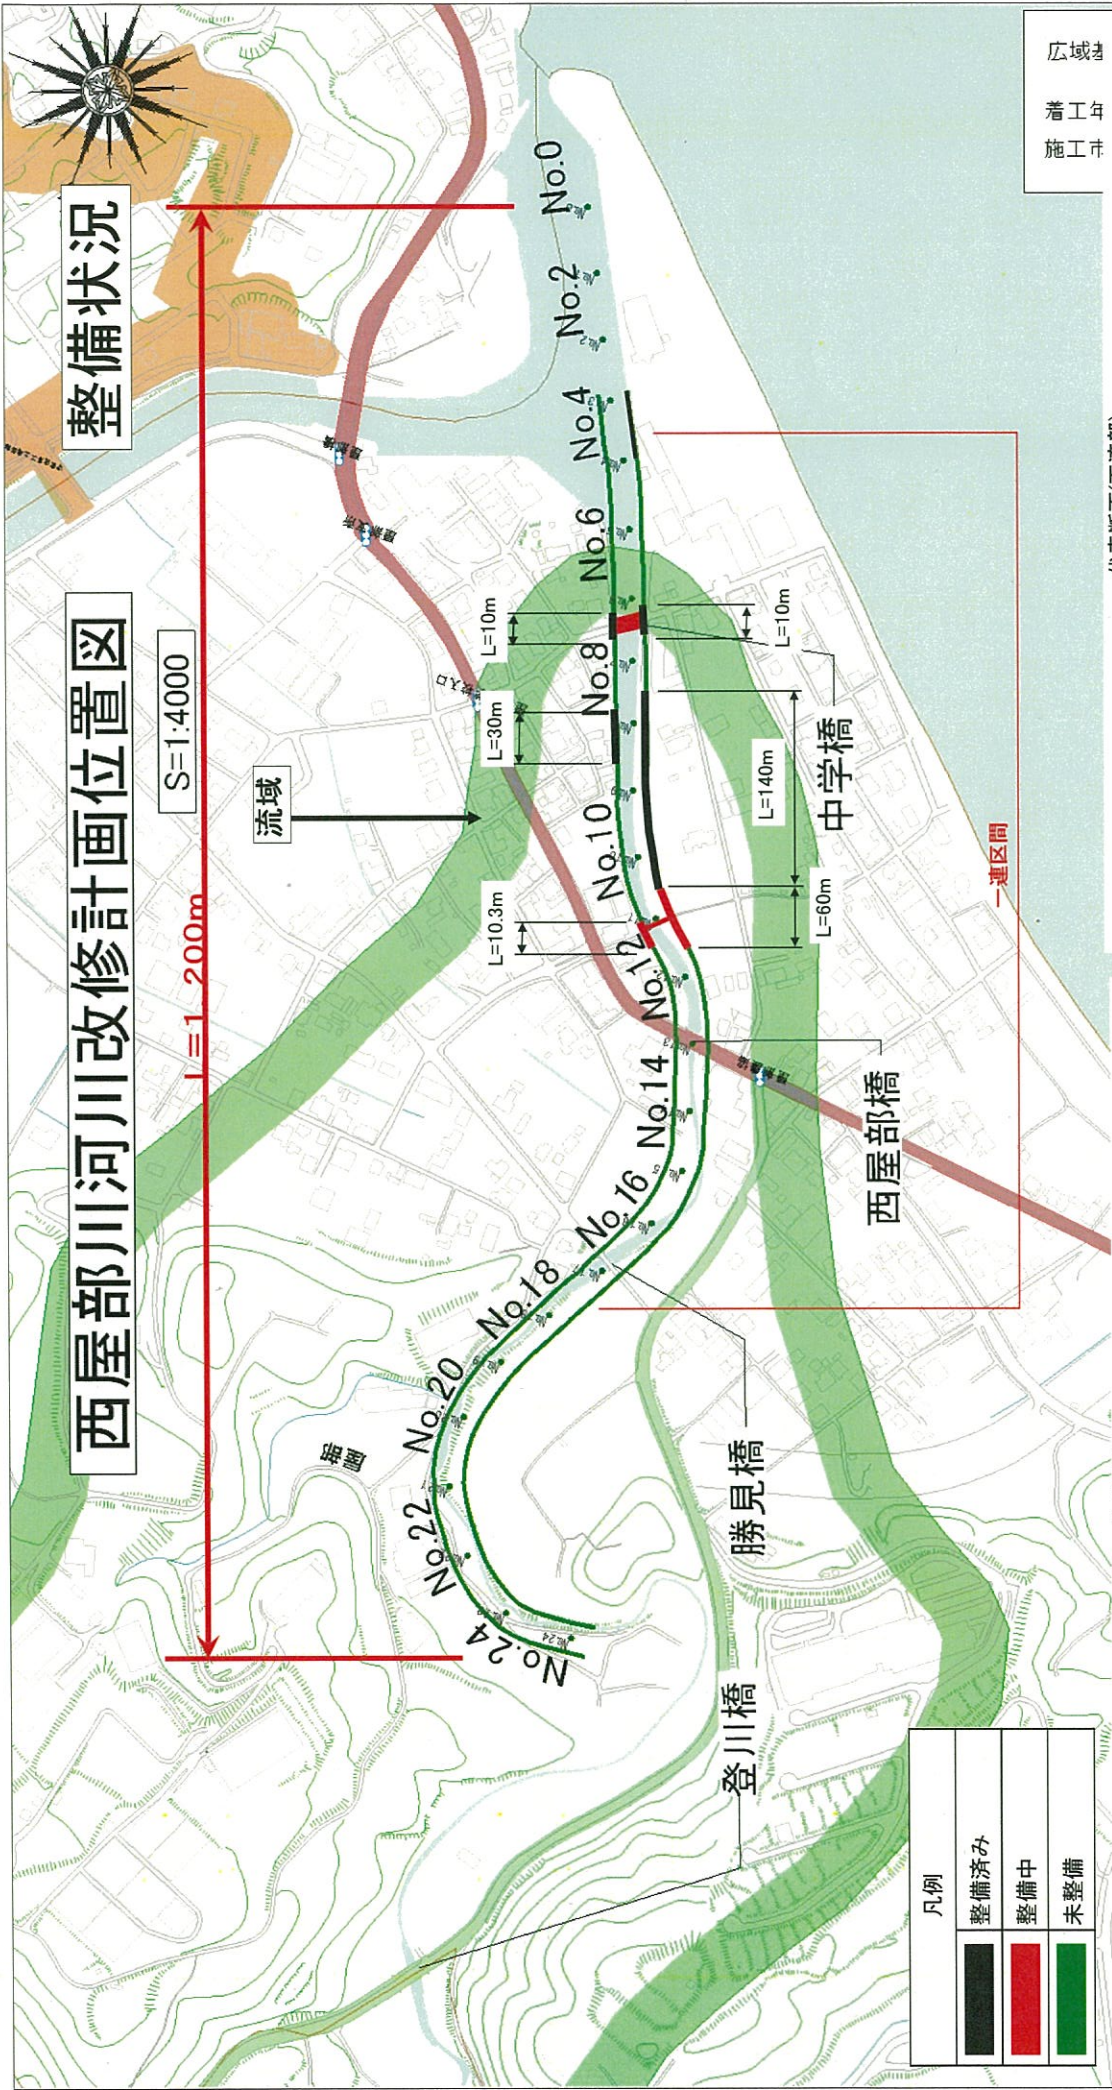 整備状況
西屋部川河川改修計画位置図
S=1:4000
L=1,200m
流域
No.0
No.2
No.4
No.6
No.8
No.10
No.12
No.14
No.16
No.18
No.20
No.22
No.24
L=10m
L=30m
L=10.3m
L=10m
L=140m
L=60m
中学橋
西屋部橋
勝見橋
登川橋
一連区間
凡例
整備済み
整備中
未整備
広域基
着工年
施工市